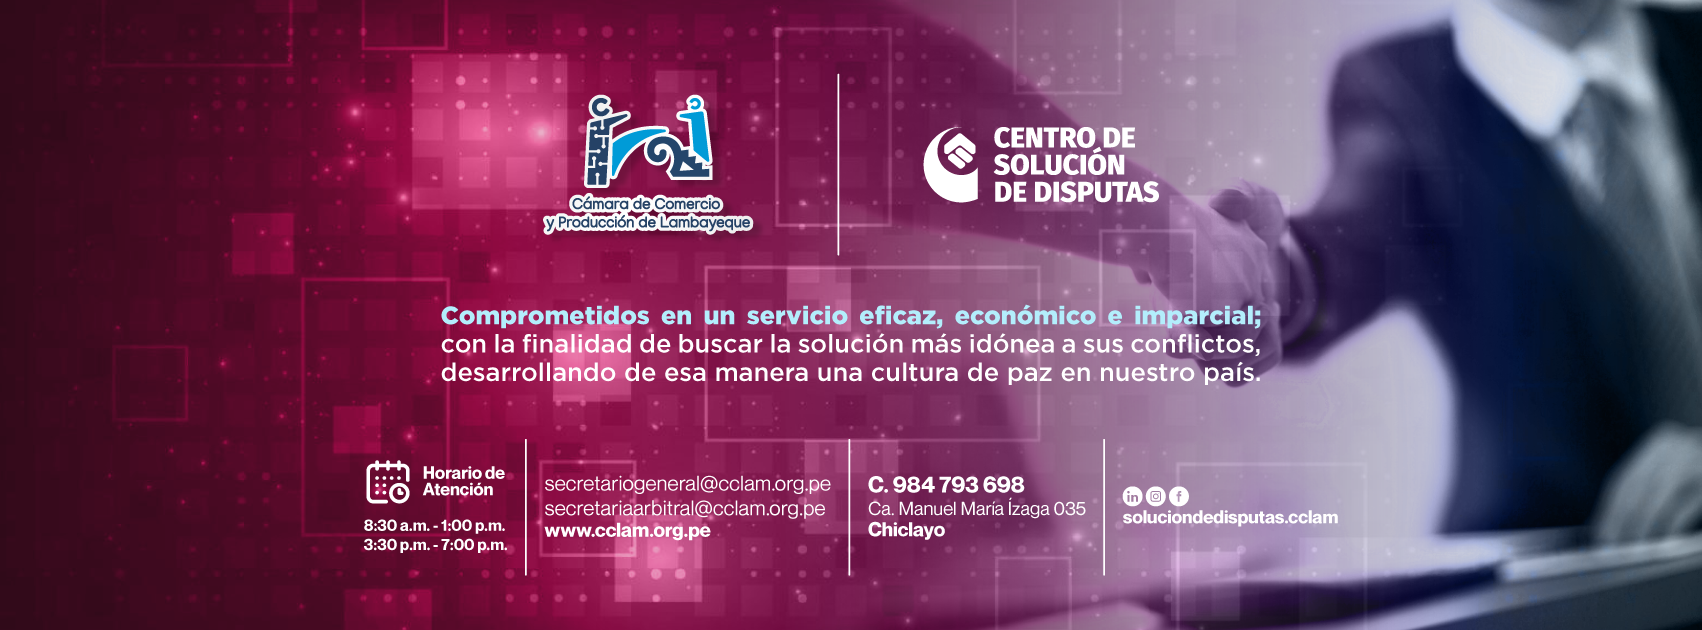 Cámara de Comercio
y Producción de Lambayeque
CENTRO DE
SOLUCIÓN
DE DISPUTAS
Comprometidos en un servicio eficaz, económico e imparcial;
con la finalidad de buscar la solución más idónea a sus conflictos,
desarrollando de esa manera una cultura de paz en nuestro país.
Horario de
Atención
8:30 a.m. - 1:00 p.m.
3:30 p.m. - 7:00 p.m.
secretariogeneral@cclam.org.pe
secretariaarbitral@cclam.org.pe
www.cclam.org.pe
C. 984 793 698
Ca. Manuel María Ízaga 035
Chiclayo
soluciondedisputas.cclam